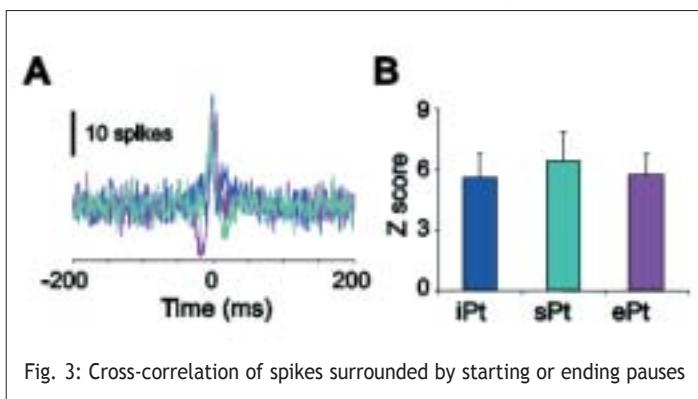 A
10 spikes
-200
0
200
Time (ms)
B
9
6
3
0
Z score
iPt
sPt
ePt
Fig. 3: Cross-correlation of spikes surrounded by starting or ending pauses